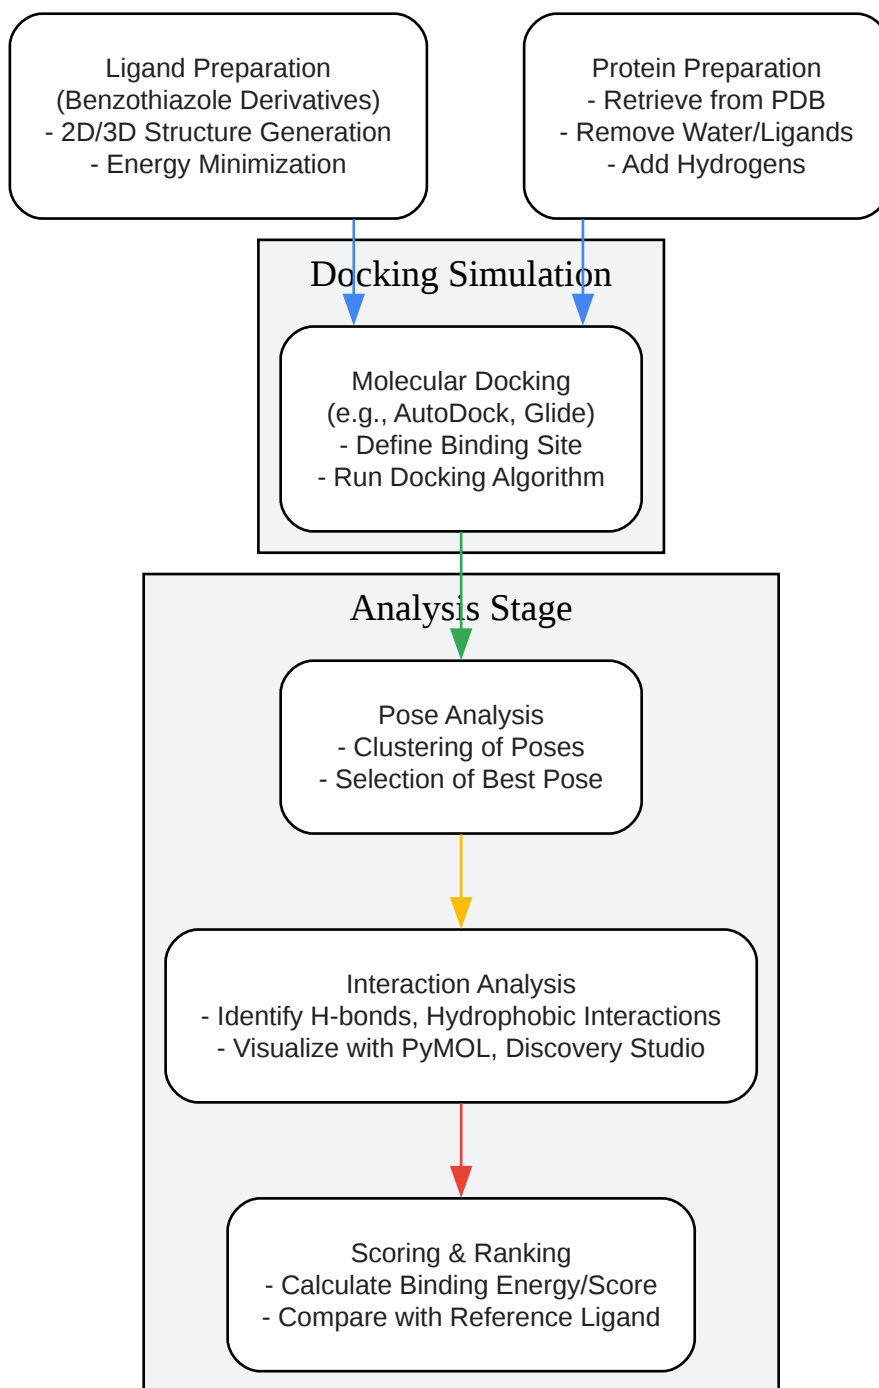 Ligand Preparation
(Benzothiazole Derivatives)
- 2D/3D Structure Generation
- Energy Minimization
Protein Preparation
- Retrieve from PDB
- Remove Water/Ligands
- Add Hydrogens
Docking Simulation
Molecular Docking
(e.g., AutoDock, Glide)
- Define Binding Site
- Run Docking Algorithm
Analysis Stage
Pose Analysis
- Clustering of Poses
- Selection of Best Pose
Interaction Analysis
- Identify H-bonds, Hydrophobic Interactions
- Visualize with PyMOL, Discovery Studio
Scoring & Ranking
- Calculate Binding Energy/Score
- Compare with Reference Ligand